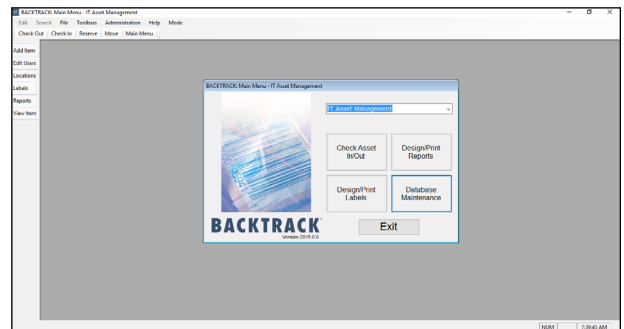 BACKTRACK: Main Menu - IT Asset Management
Edit Search File Toolbars Administration Help Mode
Check Out Check In Reserve Move Main Menu
Add Item
Edit Users
Locations
Labels
Reports
View Item
BACKTRACK: Main Menu - IT Asset Management
IT Asset Management
Check Asset In/Out
Design/Print Reports
Design/Print Labels
Database Maintenance
BACKTRACK
Version 2015.0.0
Exit
NUM 7:39:45 AM